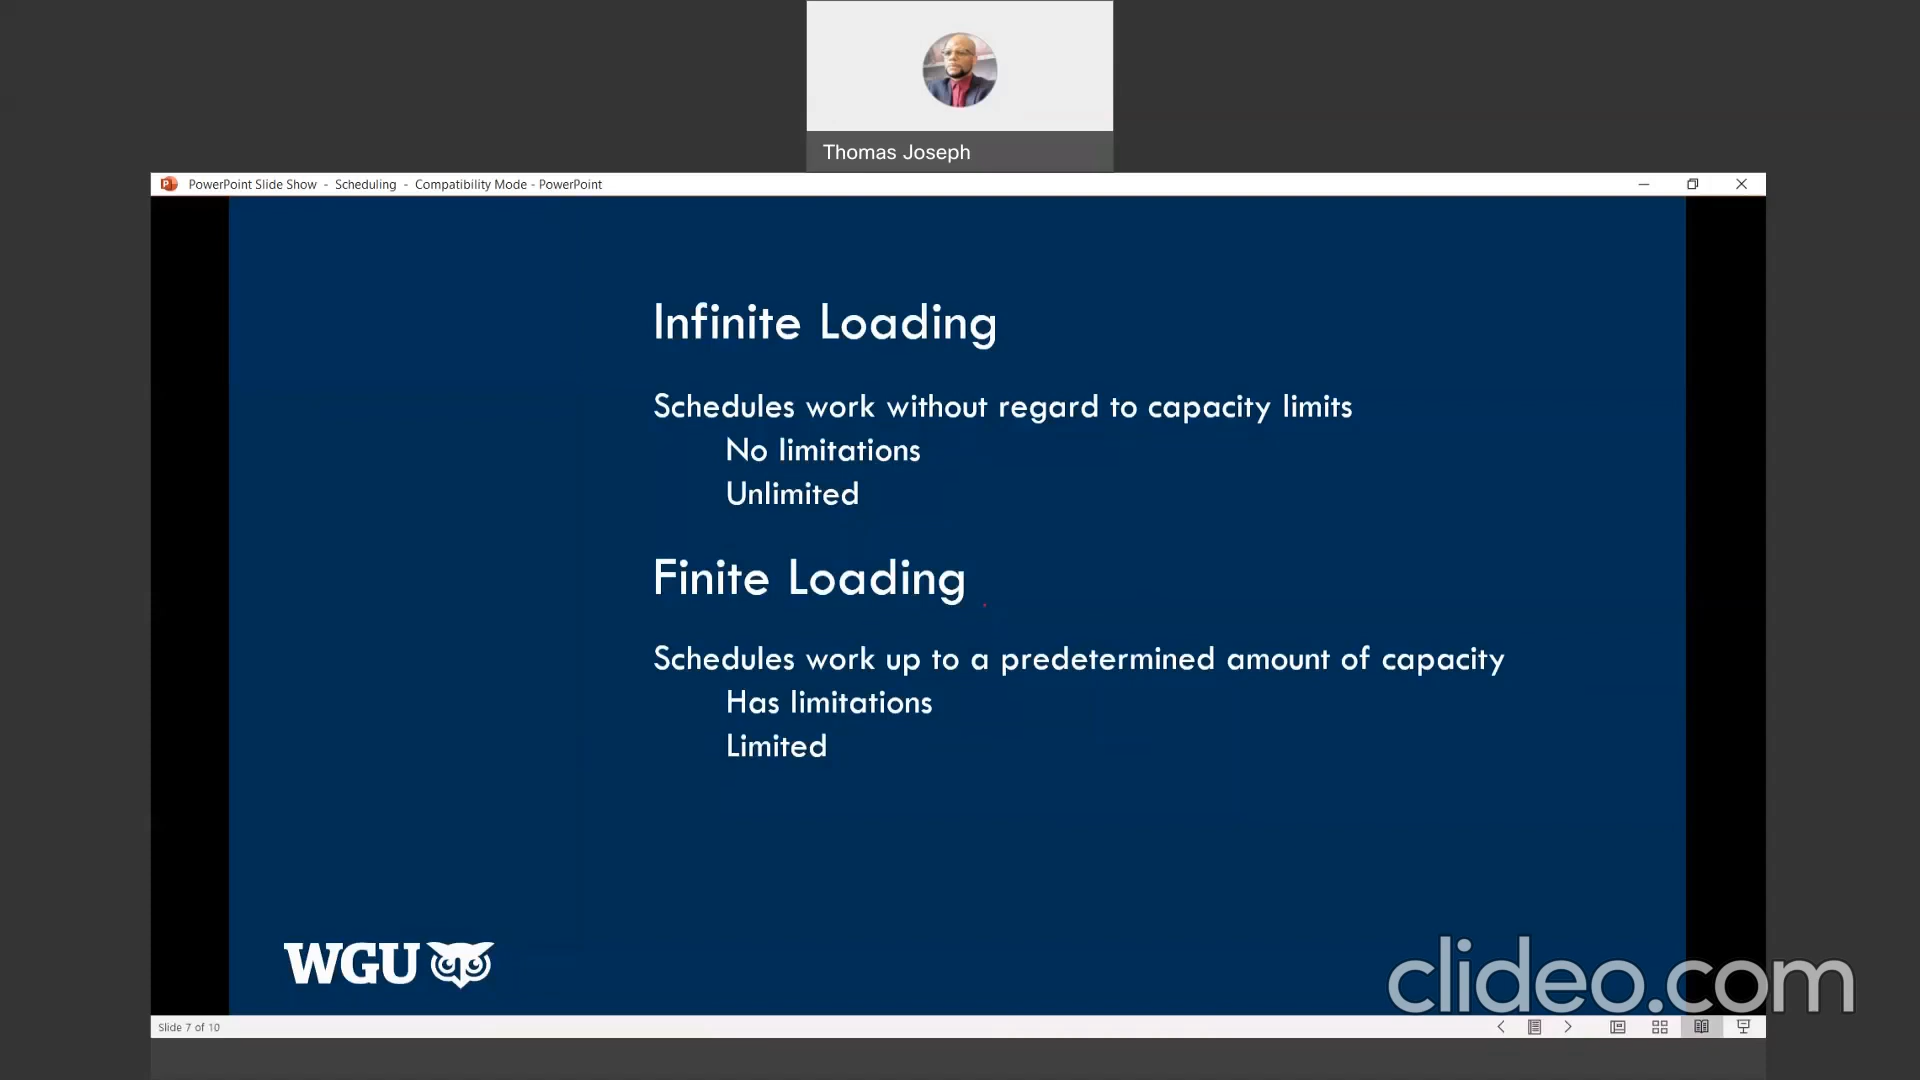 Thomas Joseph
PowerPoint Slide Show - Scheduling - Compatibility Mode - PowerPoint
Infinite Loading
Schedules work without regard to capacity limits
No limitations
Unlimited
Finite Loading
Schedules work up to a predetermined amount of capacity
Has limitations
Limited
WGU
clideo.com
Slide 7 of 10